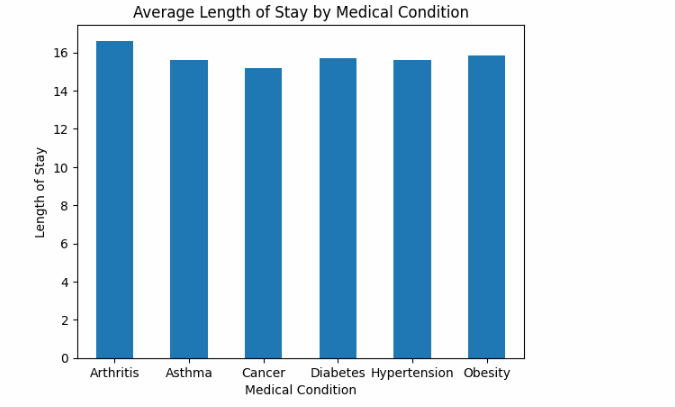 Average Length of Stay by Medical Condition
16
14
12
10
8
6
4
2
0
Length of Stay
Arthritis Asthma Cancer Diabetes Hypertension Obesity
Medical Condition